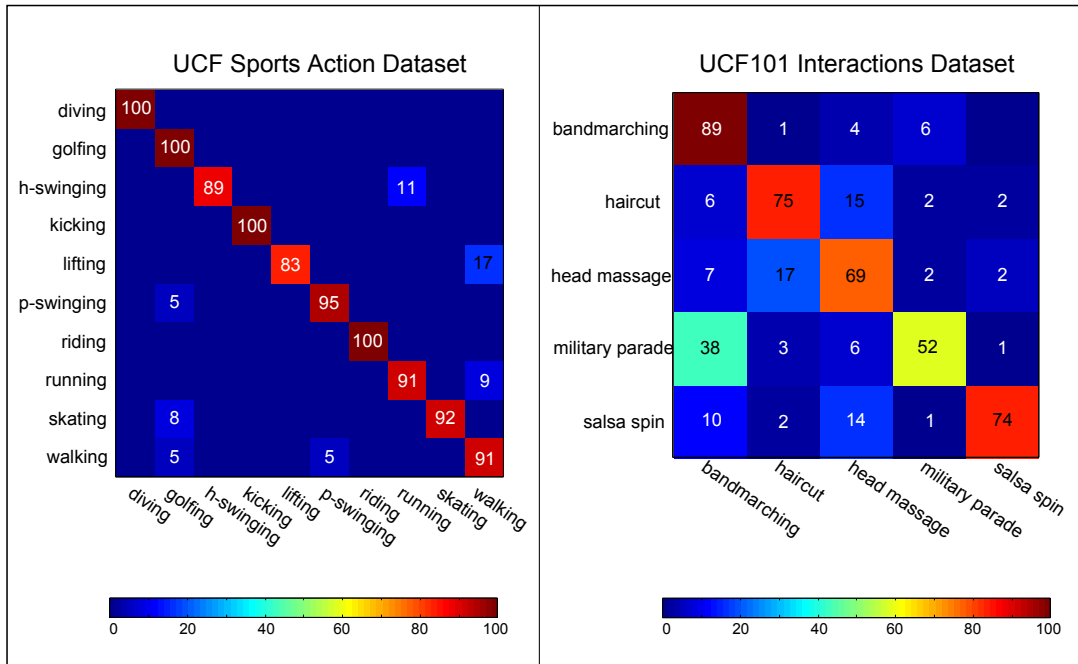 UCF Sports Action Dataset
diving 100
golfing 100
h-swinging 89 11
kicking 100
lifting 83 17
p-swinging 5 95
riding 100
running 91 9
skating 8 92
walking 5 5 91
diving golfing h-swinging kicking lifting p-swinging riding running skating walking
0 20 40 60 80 100
UCF101 Interactions Dataset
bandmarching 89 1 4 6
haircut 6 75 15 2 2
head massage 7 17 69 2 2
military parade 38 3 6 52 1
salsa spin 10 2 14 1 74
bandmarching haircut head massage military parade salsa spin
0 20 40 60 80 100